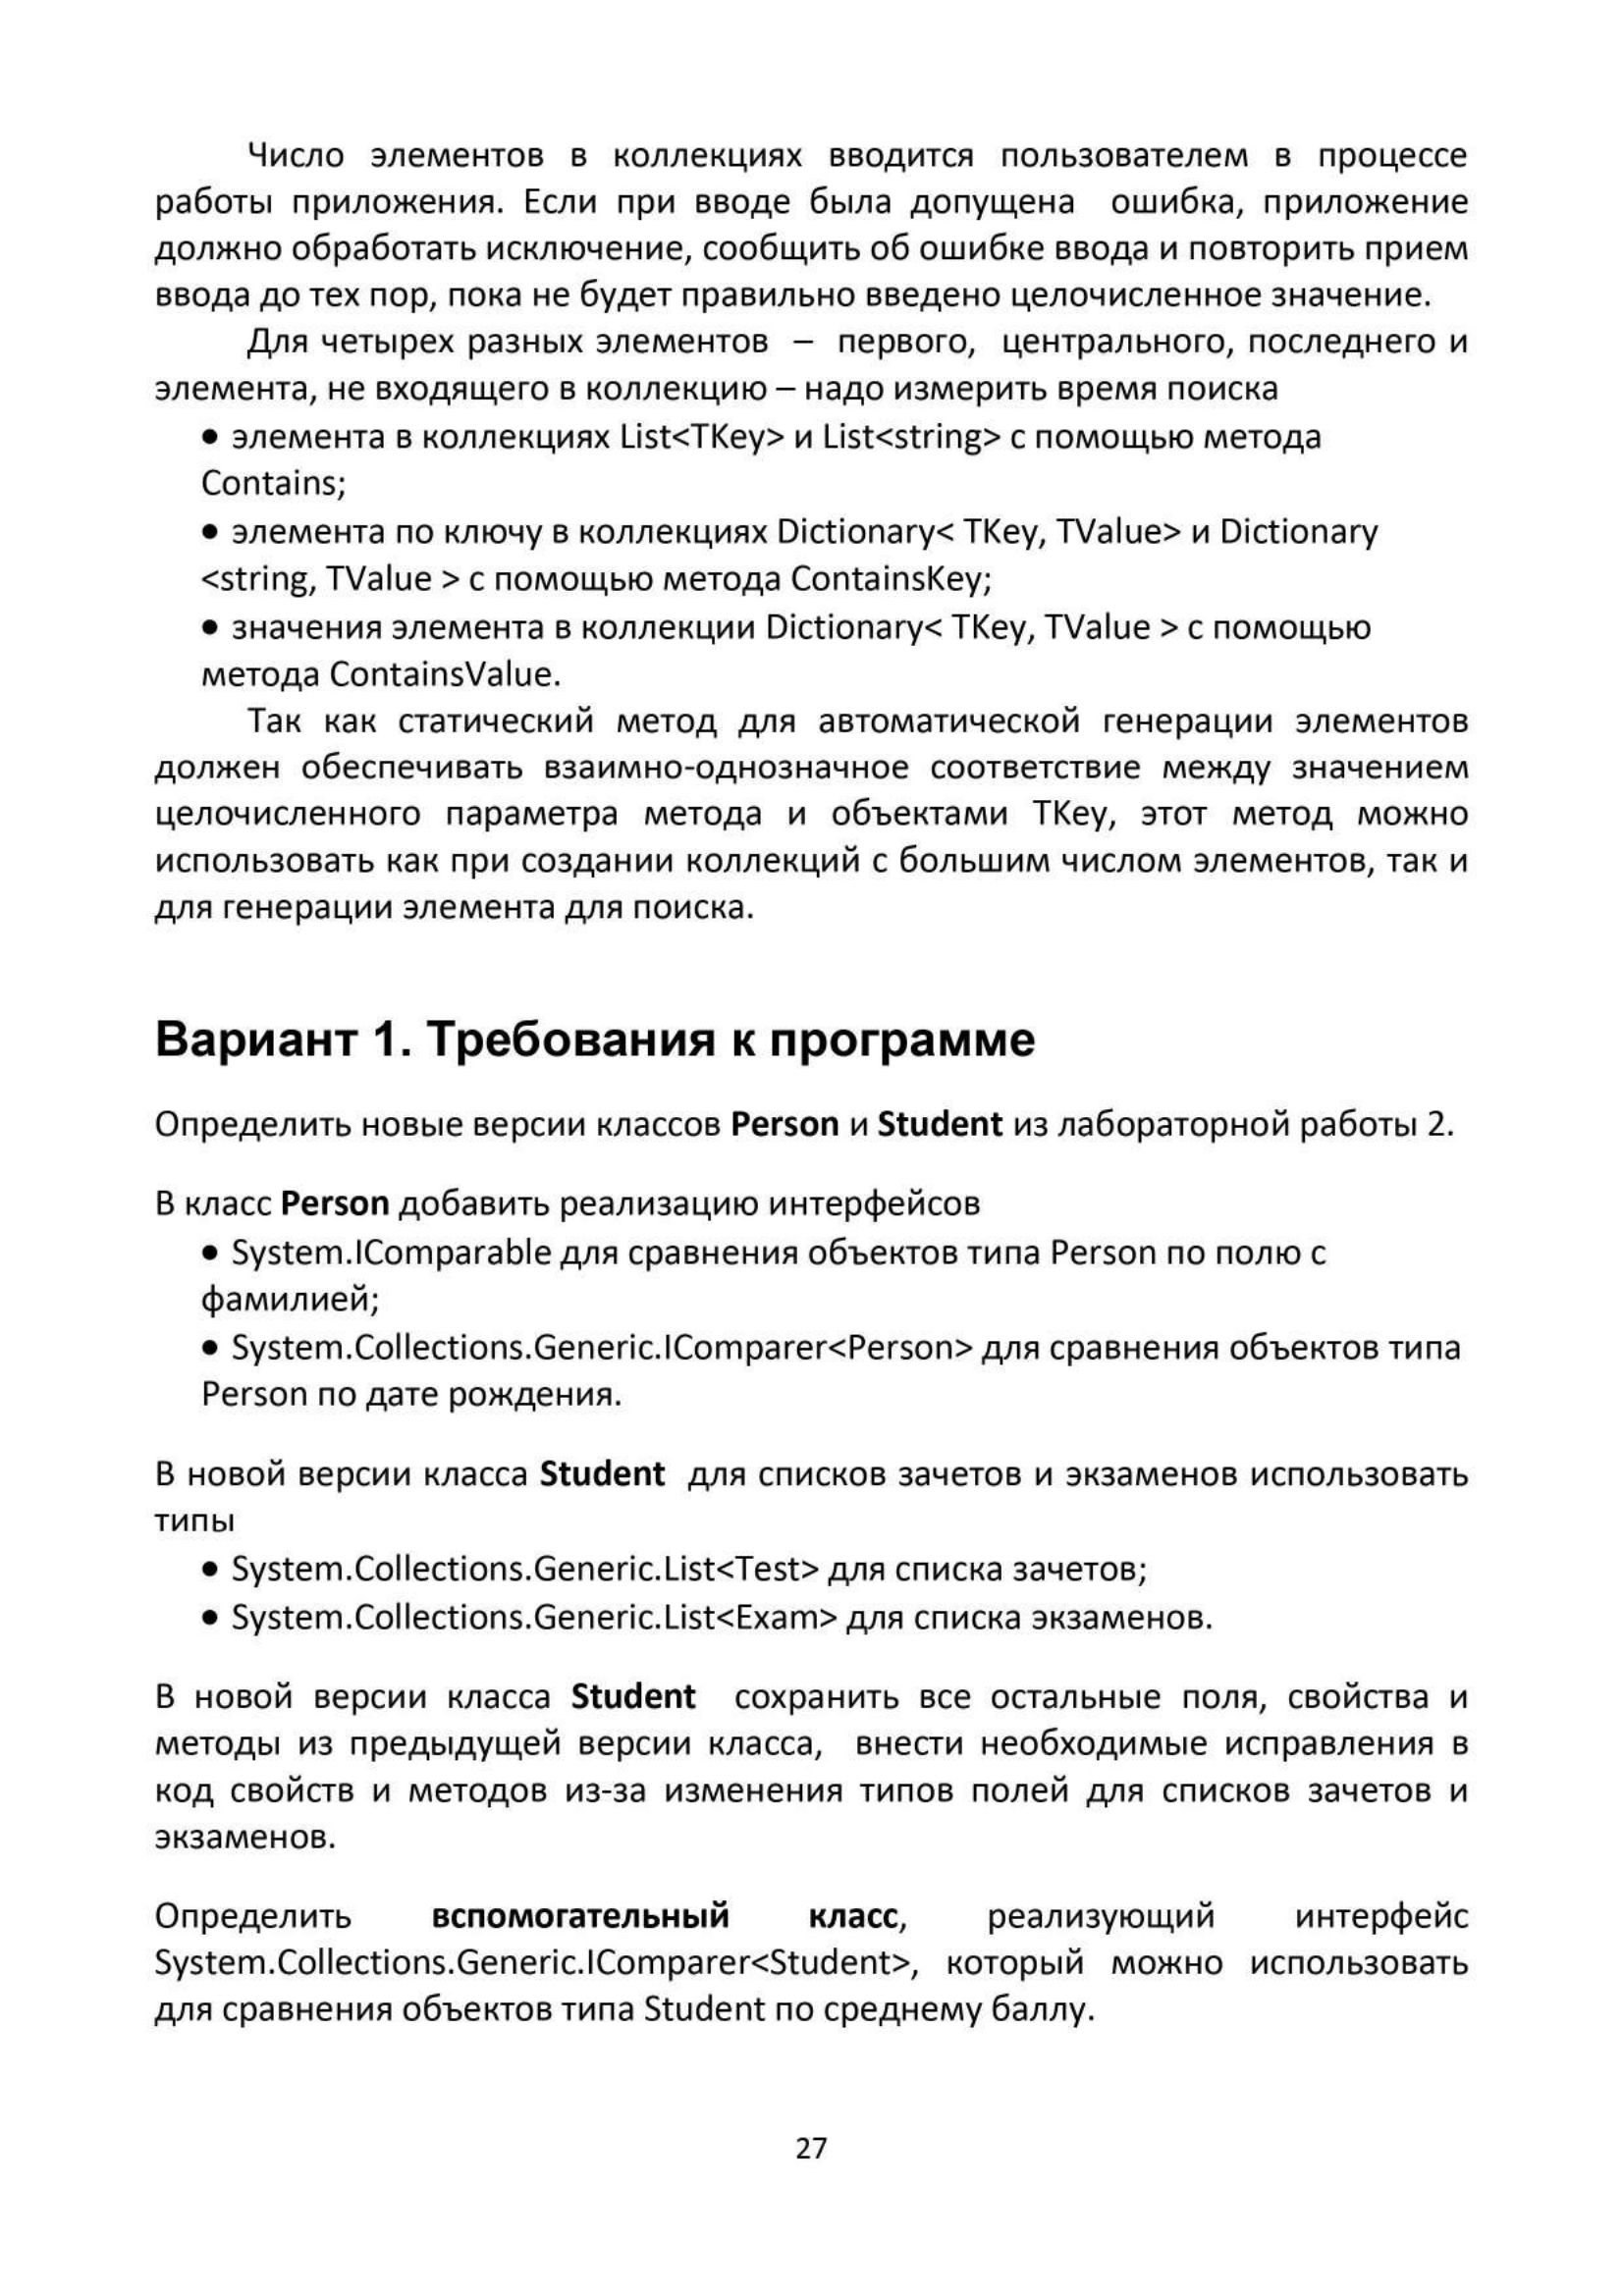 Число элементов в коллекциях вводится пользователем в процессе
работы приложения. Если при вводе была допущена ошибка, приложение
должно обработать исключение, сообщить об ошибке ввода и повторить прием
ввода до тех пор, пока не будет правильно введено целочисленное значение.
Для четырех разных элементов – первого, центрального, последнего и
элемента, не входящего в коллекцию – надо измерить время поиска
• элемента в коллекциях List<TKey> и List<string> с помощью метода
Contains;
• элемента по ключу в коллекциях Dictionary< TKey, TValue> и Dictionary
<string, TValue > с помощью метода ContainsKey;
• значения элемента в коллекции Dictionary< TKey, TValue > с помощью
метода ContainsValue.
Так как статический метод для автоматической генерации элементов
должен обеспечивать взаимно-однозначное соответствие между значением
целочисленного параметра метода и объектами TKey, этот метод можно
использовать как при создании коллекций с большим числом элементов, так и
для генерации элемента для поиска.
Вариант 1. Требования к программе
Определить новые версии классов Person и Student из лабораторной работы 2.
В класс Person добавить реализацию интерфейсов
• System.IComparable для сравнения объектов типа Person по полю с
фамилией;
• System.Collections.Generic.IComparer<Person> для сравнения объектов типа
Person по дате рождения.
В новой версии класса Student для списков зачетов и экзаменов использовать
типы
• System.Collections.Generic.List<Test> для списка зачетов;
• System.Collections.Generic.List<Exam> для списка экзаменов.
В новой версии класса Student сохранить все остальные поля, свойства и
методы из предыдущей версии класса, внести необходимые исправления в
код свойств и методов из-за изменения типов полей для списков зачетов и
экзаменов.
Определить вспомогательный класс, реализующий интерфейс
System.Collections.Generic.IComparer<Student>, который можно использовать
для сравнения объектов типа Student по среднему баллу.
27